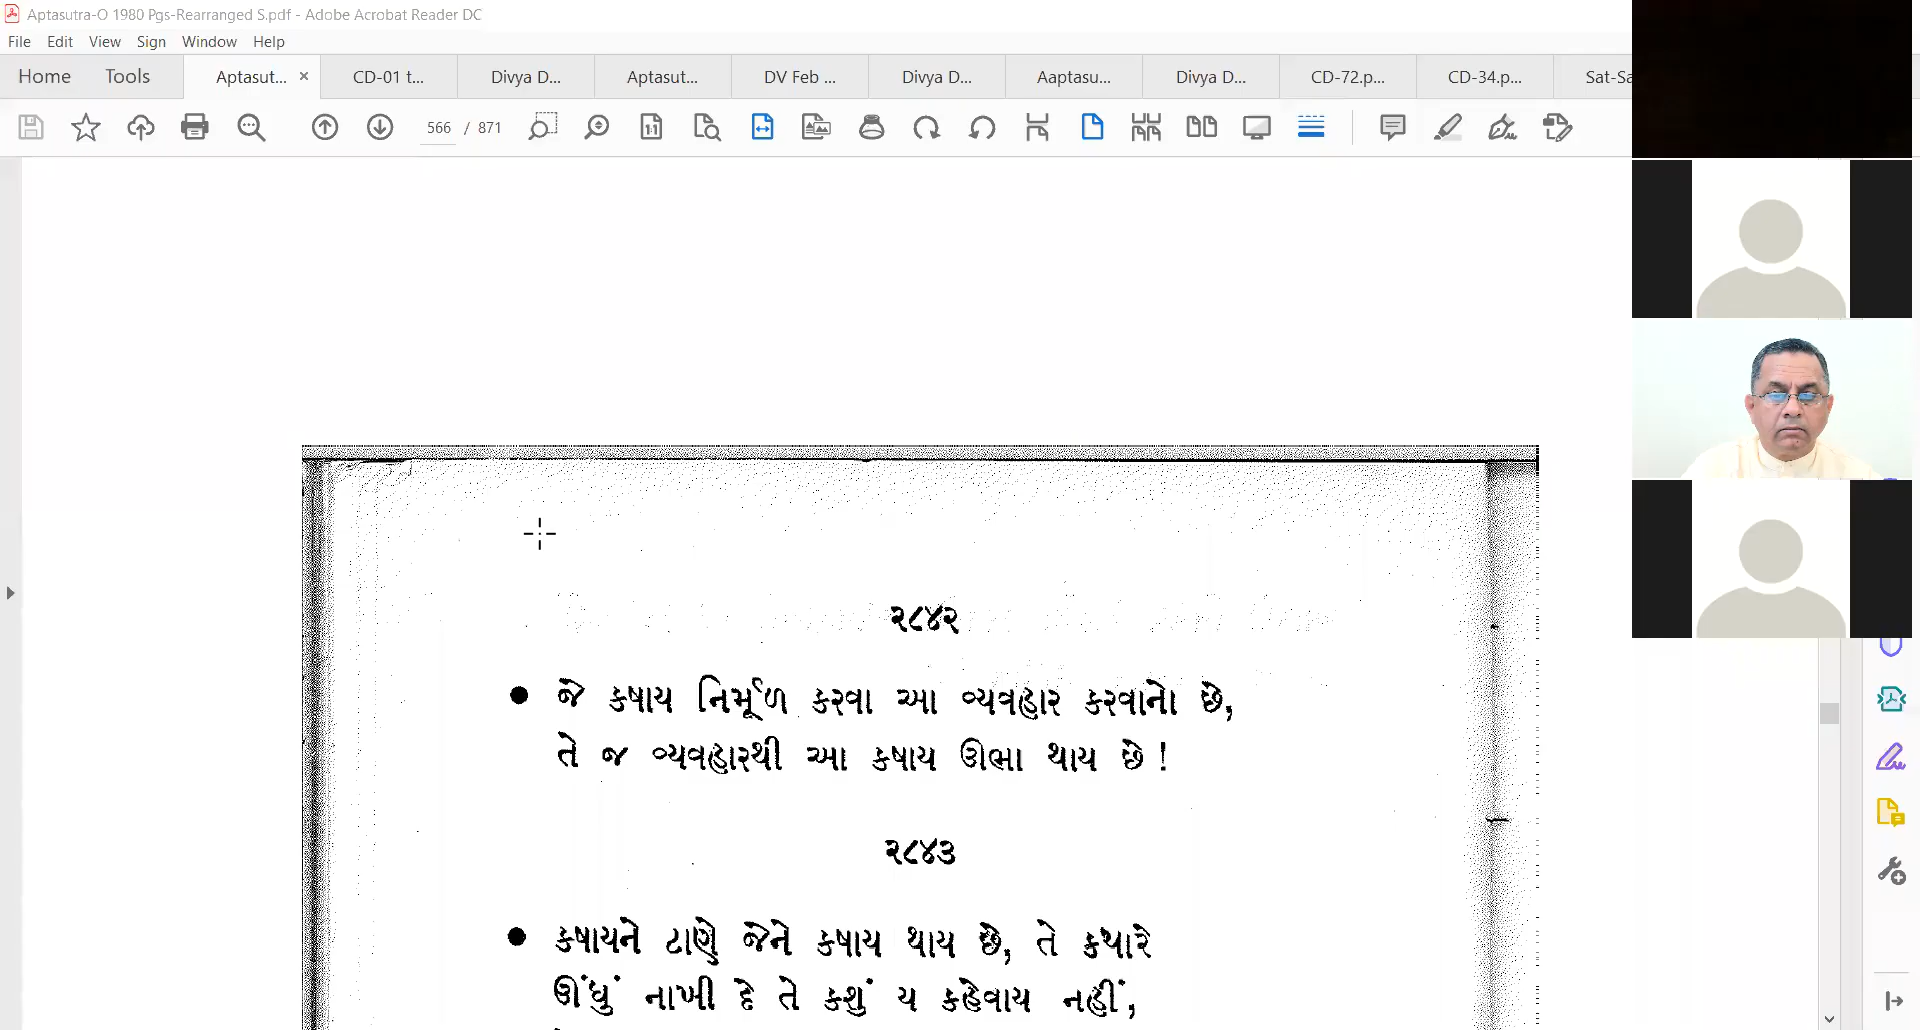 Aptasutra-O 1980 Pgs-Rearranged S.pdf - Adobe Acrobat Reader DC
File Edit View Sign Window Help
Home Tools Aptasut... × CD-01 t... Divya D... Aptasut... DV Feb ... Divya D... Aaptasu... Divya D... CD-72.p... CD-34.p... Sat-Sa
566 / 871
૨૮૪૨
● જે કષાય નિર્મૂળ કરવા આ વ્યવહાર કરવાનો છે,
તે જ વ્યવહારથી આ કષાય ઊભા થાય છે !
૨૮૪૩
● કષાયને ટાણે જેને કષાય થાય છે, તે ક્યારે
ઊંધું નાખી દે તે કશું ય કહેવાય નહીં,